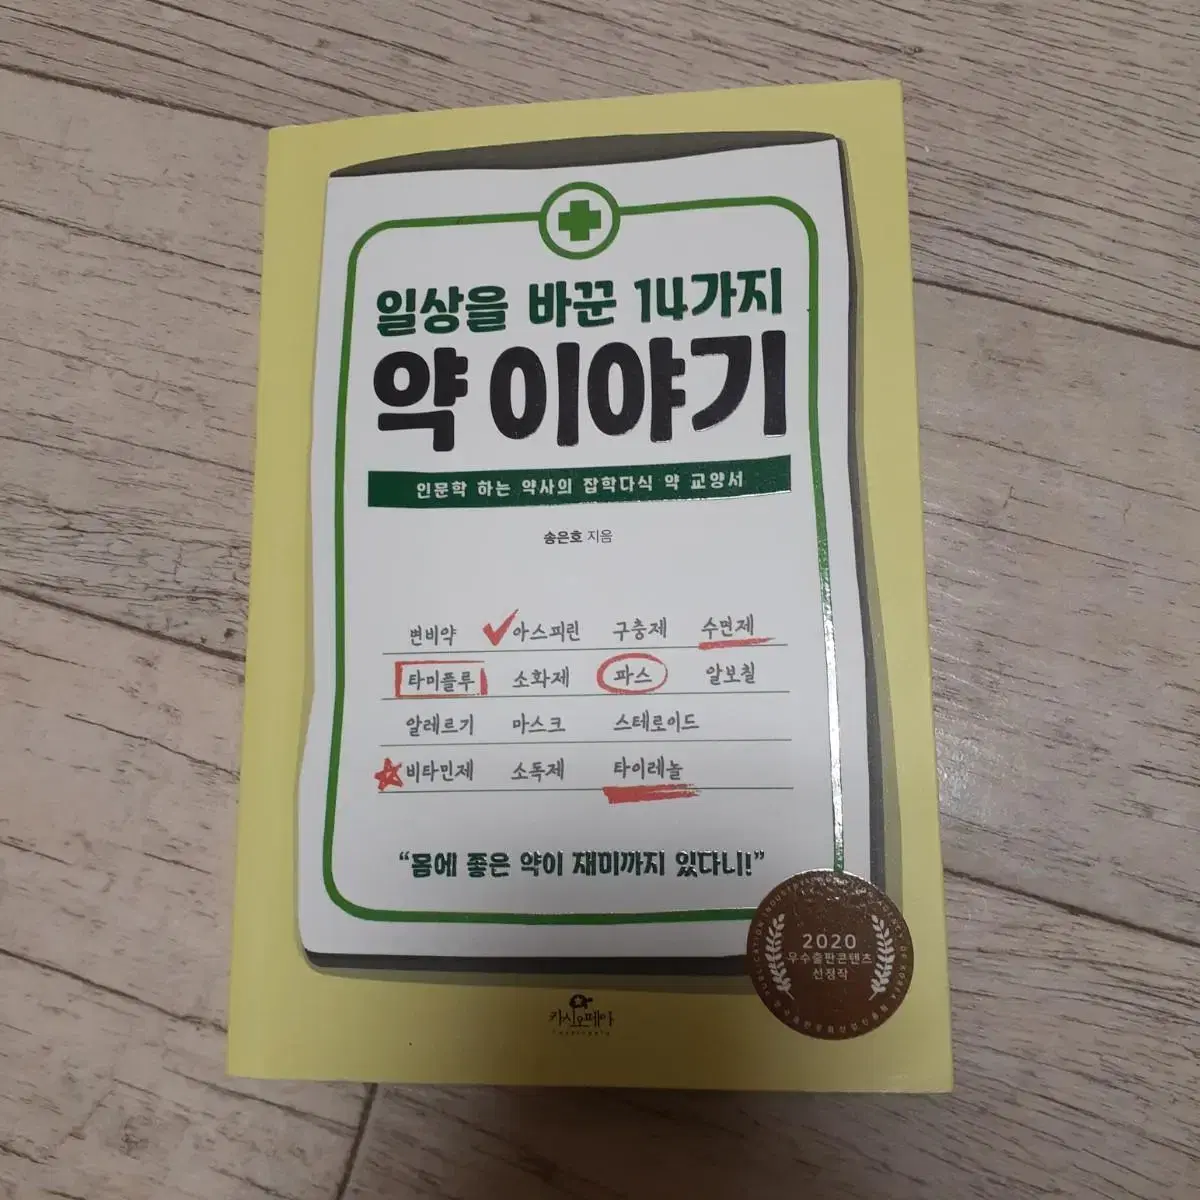 일상을 바꾼 14가지
약 이야기
인문학 하는 약사의 잡학다식 약 교양서
송은호 지음
변비약 아스피린 구충제 수면제
타미플루 소화제 파스 알보칠
알레르기 마스크 스테로이드
비타민제 소독제 타이레놀
“몸에 좋은 약이 재미까지 있다니!”
2020
우수출판콘텐츠
선정작
카시오페아